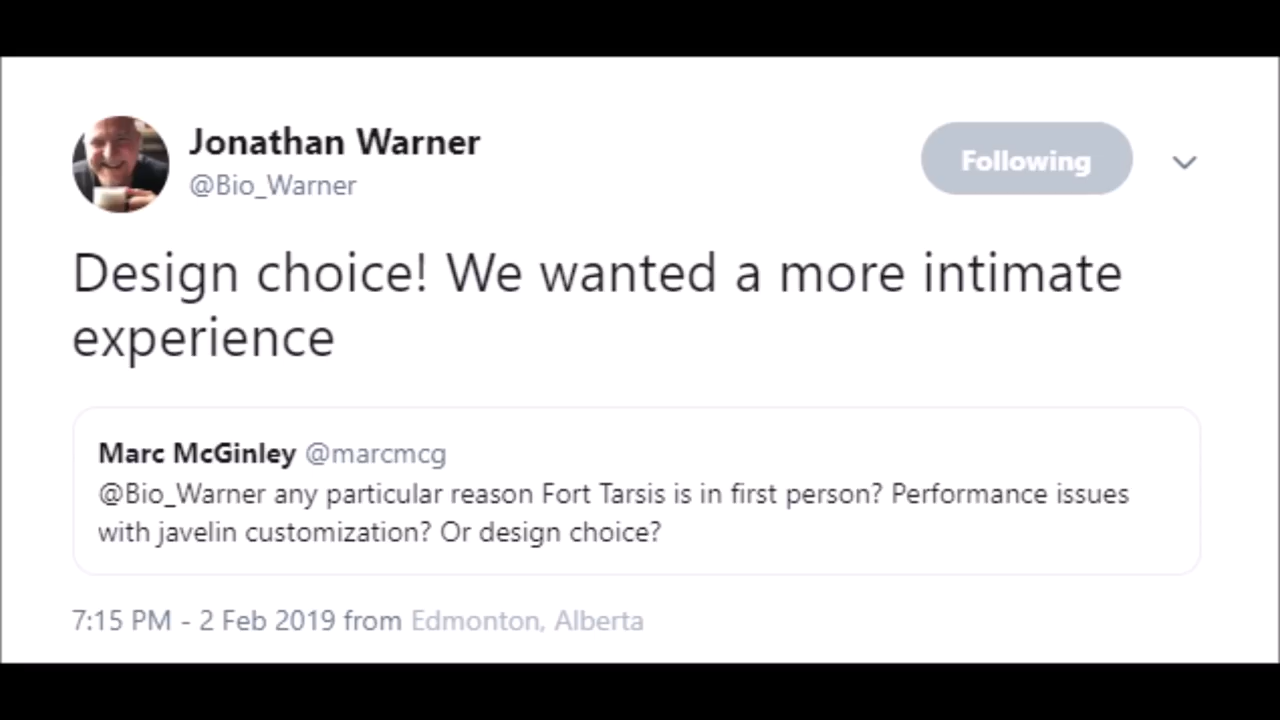 Jonathan Warner
@Bio_Warner
Following
Design choice! We wanted a more intimate
experience
Marc McGinley @marcmcg
@Bio_Warner any particular reason Fort Tarsis is in first person? Performance issues
with javelin customization? Or design choice?
7:15 PM - 2 Feb 2019 from Edmonton, Alberta